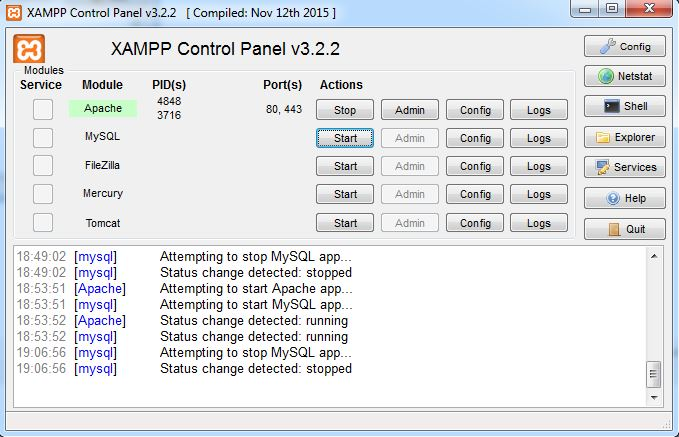 XAMPP Control Panel v3.2.2 [ Compiled: Nov 12th 2015 ]
XAMPP Control Panel v3.2.2
Config
Modules
Service Module PID(s) Port(s) Actions
Netstat
Apache 4848 3716 80, 443 Stop Admin Config Logs
Shell
MySQL Start Admin Config Logs
Explorer
FileZilla Start Admin Config Logs
Services
Mercury Start Admin Config Logs
Help
Tomcat Start Admin Config Logs
Quit
18:49:02 [mysql] Attempting to stop MySQL app...
18:49:02 [mysql] Status change detected: stopped
18:53:51 [Apache] Attempting to start Apache app...
18:53:51 [mysql] Attempting to start MySQL app...
18:53:52 [Apache] Status change detected: running
18:53:52 [mysql] Status change detected: running
19:06:56 [mysql] Attempting to stop MySQL app...
19:06:56 [mysql] Status change detected: stopped